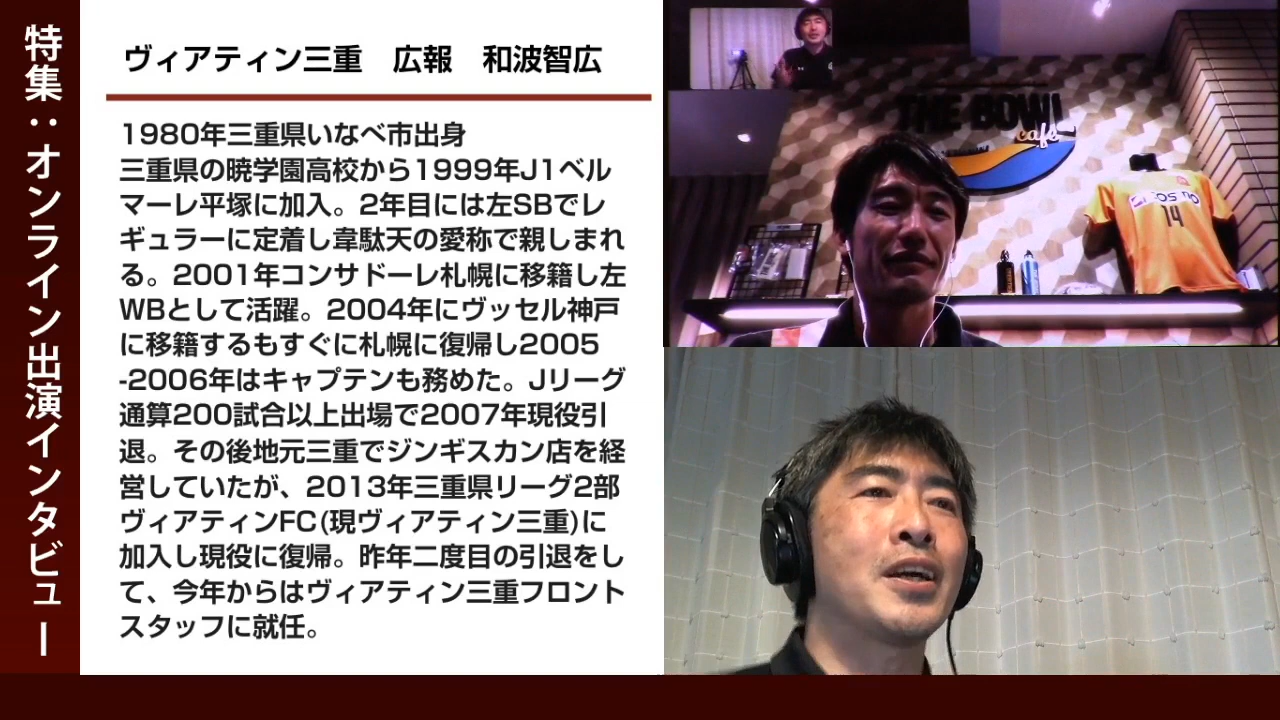 特集：オンライン出演インタビュー
ヴィアティン三重　広報　和波智広
1980年三重県いなべ市出身
三重県の暁学園高校から1999年J1ベル
マーレ平塚に加入。2年目には左SBでレ
ギュラーに定着し韋駄天の愛称で親しまれ
る。2001年コンサドーレ札幌に移籍し左
WBとして活躍。2004年にヴッセル神戸
に移籍するもすぐに札幌に復帰し2005
-2006年はキャプテンも務めた。Jリーグ
通算200試合以上出場で2007年現役引
退。その後地元三重でジンギスカン店を経
営していたが、2013年三重県リーグ2部
ヴィアティンFC(現ヴィアティン三重)に
加入し現役に復帰。昨年二度目の引退をし
て、今年からはヴィアティン三重フロント
スタッフに就任。
THE BOWL
cafe
14